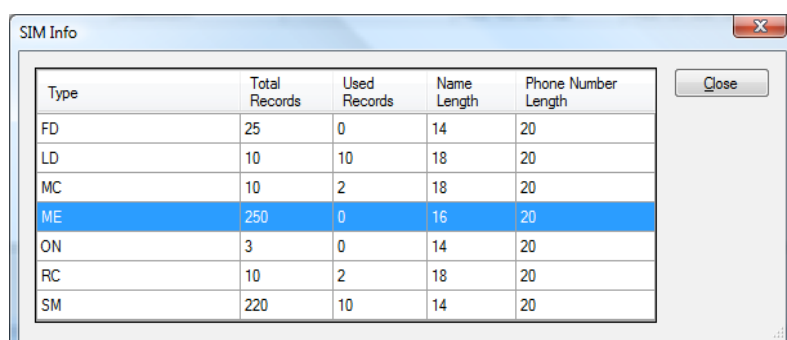 SIM Info
Type Total Records Used Records Name Length Phone Number Length Close
FD 25 0 14 20
LD 10 10 18 20
MC 10 2 18 20
ME 250 0 16 20
ON 3 0 14 20
RC 10 2 18 20
SM 220 10 14 20